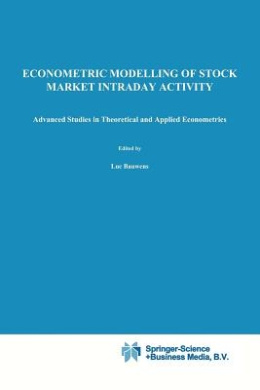 ECONOMETRIC MODELLING OF STOCK
MARKET INTRADAY ACTIVITY
Advanced Studies in Theoretical and Applied Econometrics
Edited by
Luc Bauwens
Springer-Science
+Business Media, B.V.